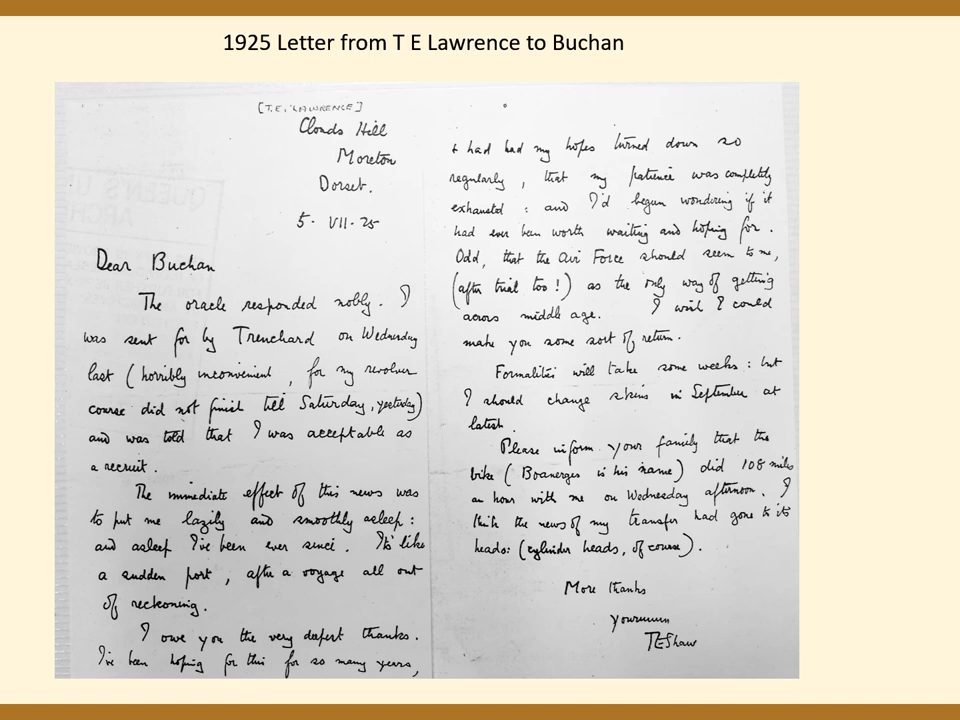 1925 Letter from T E Lawrence to Buchan
[T.E. LAWRENCE]
Clouds Hill
Moreton
Dorset.
5. VII. 25
Dear Buchan
The oracle responded nobly. I
was sent for by Trenchard on Wednesday
last (horribly inconvenient, for my revolver
course did not finish till Saturday, yesterday)
and was told that I was acceptable as
a recruit.
The immediate effect of this news was
to put me lazily and smoothly asleep:
and asleep I've been ever since. It's like
a sudden port, after a voyage all out
of reckoning.
I owe you the very deepest thanks.
I've been hoping for this for so many years,
& had had my hopes turned down so
regularly, that my patience was completely
exhausted: and I'd begun wondering if it
had ever been worth waiting and hoping for.
Odd, that the Air Force should seem to me,
(after trial too!) as the only way of getting
across middle age. I wish I could
make you some sort of return.
Formalities will take some weeks: but
I should change skins in September at
latest.
Please inform your family that the
bike (Boanerges is his name) did 108 miles
an hour with me on Wednesday afternoon. I
think the news of my transfer had gone to its
heads: (cylinder heads, of course).
More thanks
TEShaw
QUEEN'S